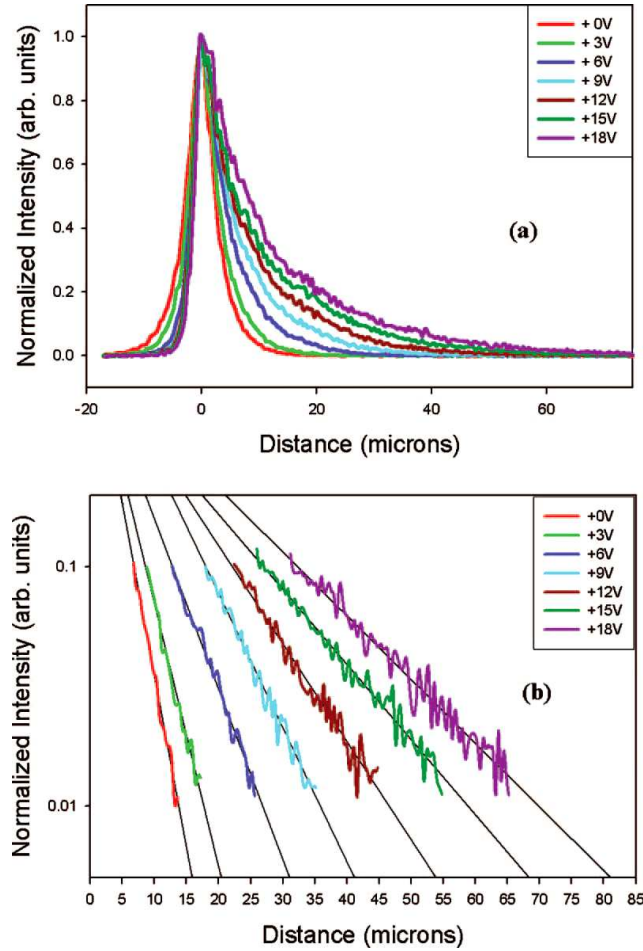 Normalized Intensity (arb. units)
1.0
0.8
0.6
0.4
0.2
0.0
+ 0V
+ 3V
+ 6V
+ 9V
+12V
+15V
+18V
(a)
-20
0
20
40
60
Distance (microns)
Normalized Intensity (arb. units)
0.1
0.01
+0V
+3V
+6V
+9V
+12V
+15V
+18V
(b)
0
5
10
15
20
25
30
35
40
45
50
55
60
65
70
75
80
85
Distance (microns)